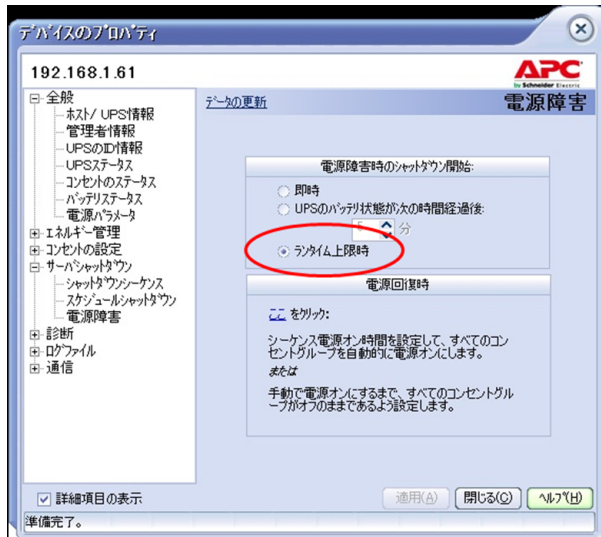 デバイスのプロパティ
192.168.1.61
APC
by Schneider Electric
全般
ホスト/ UPS情報
管理者情報
UPSのID情報
UPSステータス
コンセントのステータス
バッテリステータス
電源パラメータ
エネルギー管理
コンセントの設定
サーバシャットダウン
シャットダウンシーケンス
スケジュールシャットダウン
電源障害
診断
ログファイル
通信
データの更新
電源障害
電源障害時のシャットダウン開始:
即時
UPSのバッテリ状態が次の時間経過後:
5 分
ランタイム上限時
電源回復時
ここ をクリック:
シーケンス電源オン時間を設定して、すべてのコン
セントグループを自動的に電源オンにします。
または
手動で電源オンにするまで、すべてのコンセントグル
ープがオフのままであるよう設定します。
詳細項目の表示
適用(A) 閉じる(C) ヘルプ(H)
準備完了。